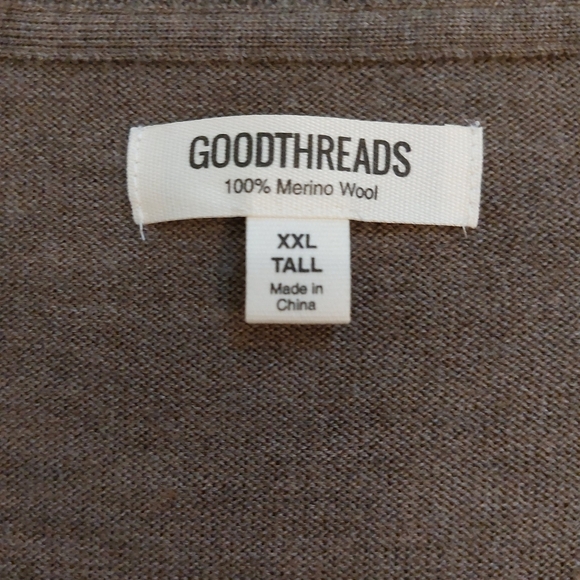 GOODTHREADS
100% Merino Wool
XXL
TALL
Made in
China